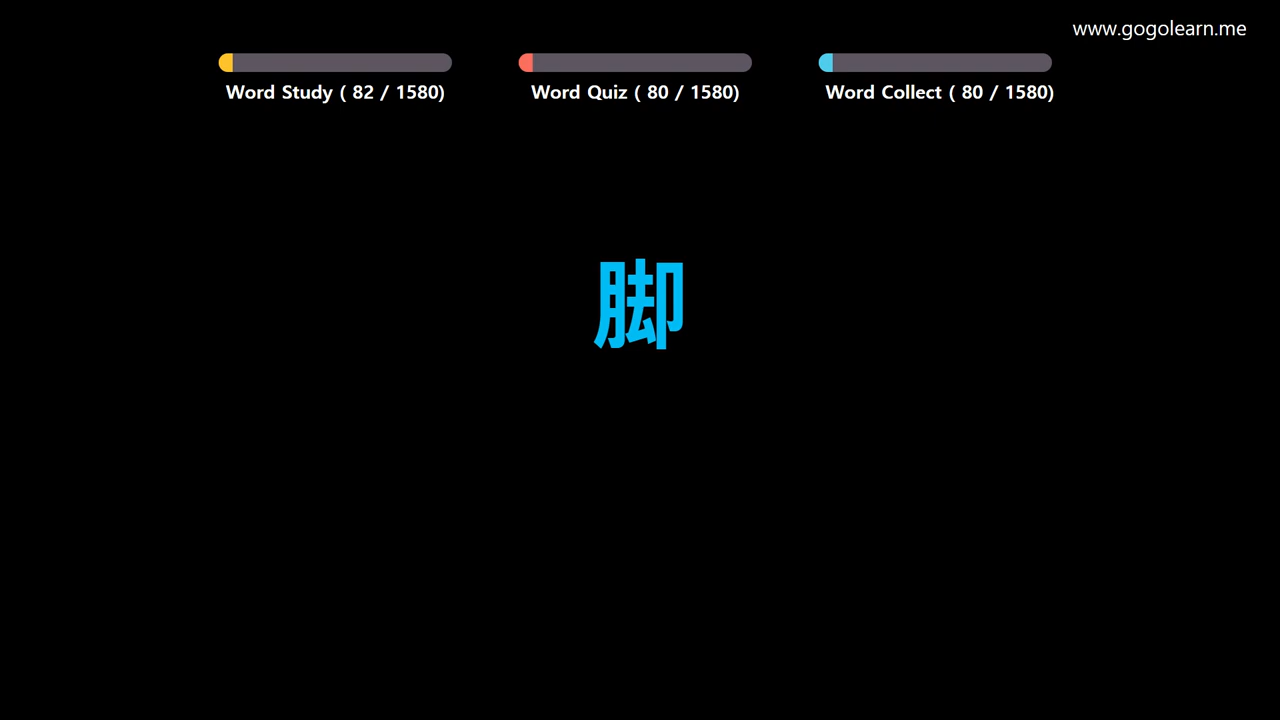 www.gogolearn.me
Word Study ( 82 / 1580)
Word Quiz ( 80 / 1580)
Word Collect ( 80 / 1580)
脚